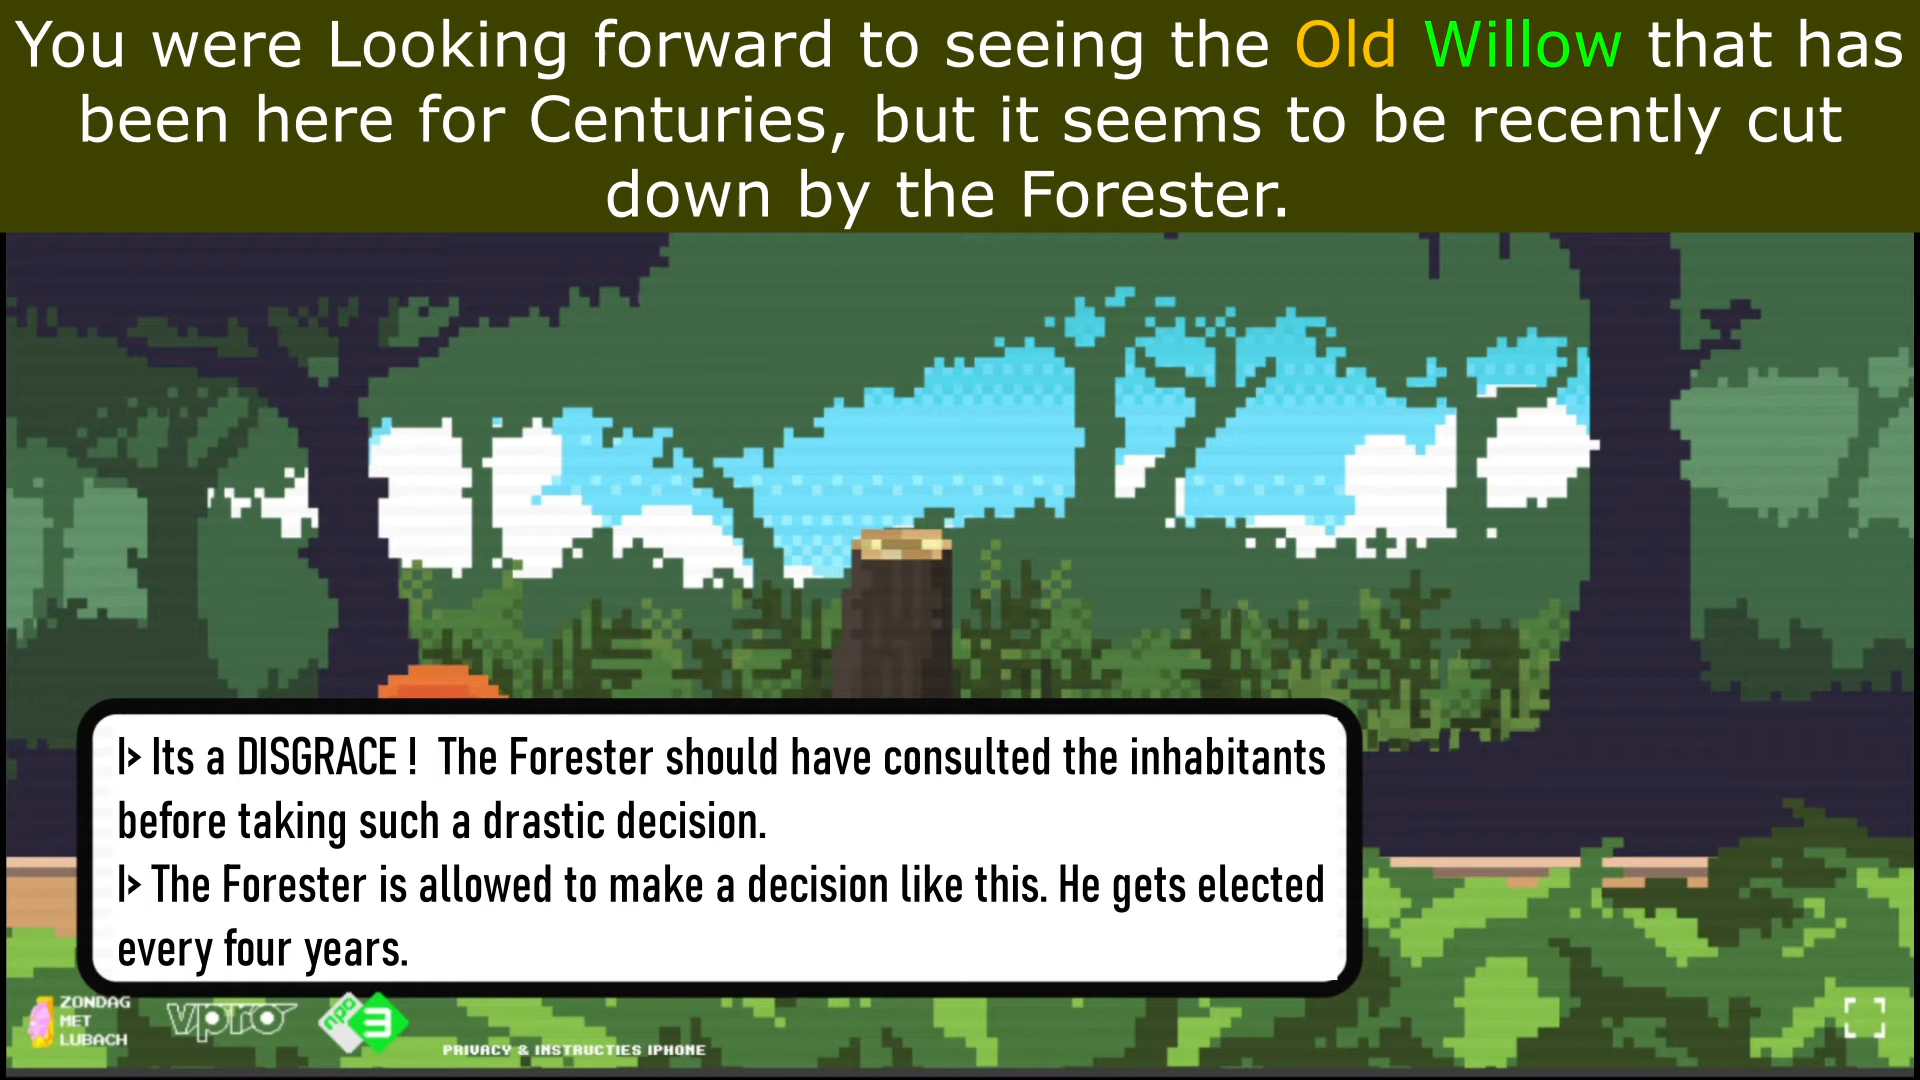 You were Looking forward to seeing the Old Willow that has
been here for Centuries, but it seems to be recently cut
down by the Forester.
I> Its a DISGRACE ! The Forester should have consulted the inhabitants
before taking such a drastic decision.
I> The Forester is allowed to make a decision like this. He gets elected
every four years.
ZONDAG
MET
LUBACH
vpro
npo
3
PRIVACY & INSTRUCTIES IPHONE